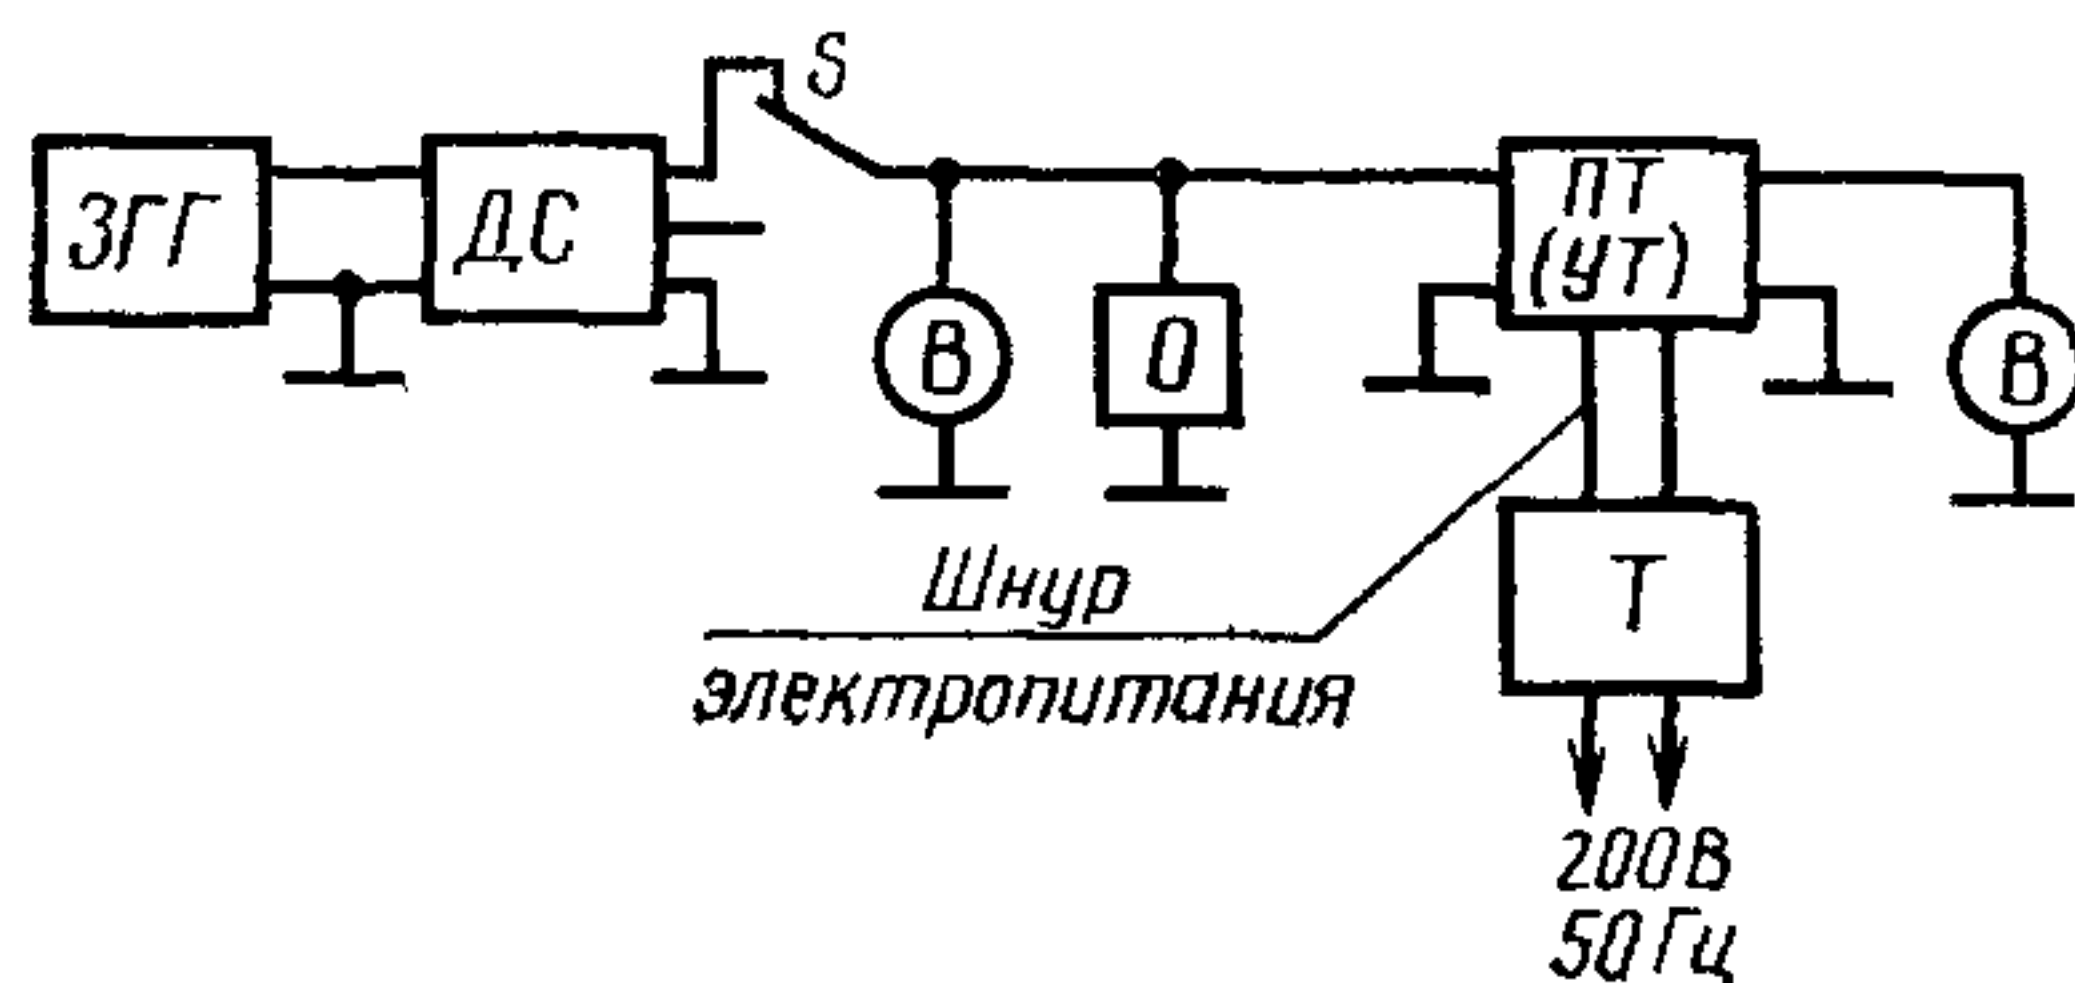 S
ЗГГ
ДС
В
О
ПТ
(УТ)
В
Шнур
электропитания
Т
200В
50Гц